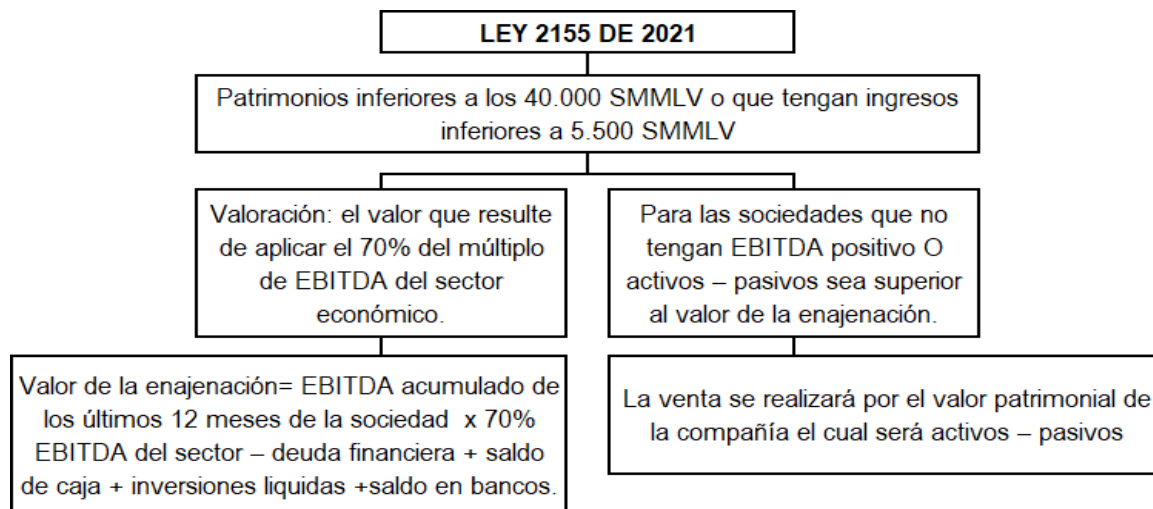 LEY 2155 DE 2021
Patrimonios inferiores a los 40.000 SMMLV o que tengan ingresos
inferiores a 5.500 SMMLV
Valoración: el valor que resulte
de aplicar el 70% del múltiplo
de EBITDA del sector
económico.
Para las sociedades que no
tengan EBITDA positivo O
activos – pasivos sea superior
al valor de la enajenación.
Valor de la enajenación= EBITDA acumulado de
los últimos 12 meses de la sociedad x 70%
EBITDA del sector – deuda financiera + saldo
de caja + inversiones liquidas +saldo en bancos.
La venta se realizará por el valor patrimonial de
la compañía el cual será activos – pasivos